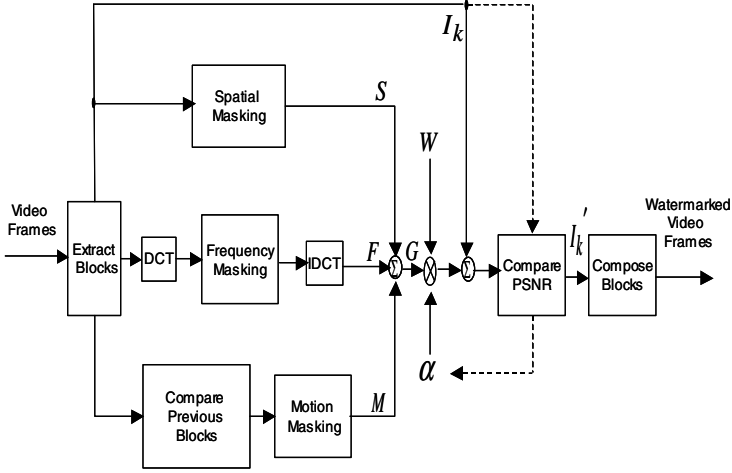 I_k
Spatial
Masking
S
W
Video
Frames
Extract
Blocks
DCT
Frequency
Masking
IDCT
F
Σ
G
Σ
Compare
PSNR
I_k'
Compose
Blocks
Watermarked
Video
Frames
α
Compare
Previous
Blocks
Motion
Masking
M